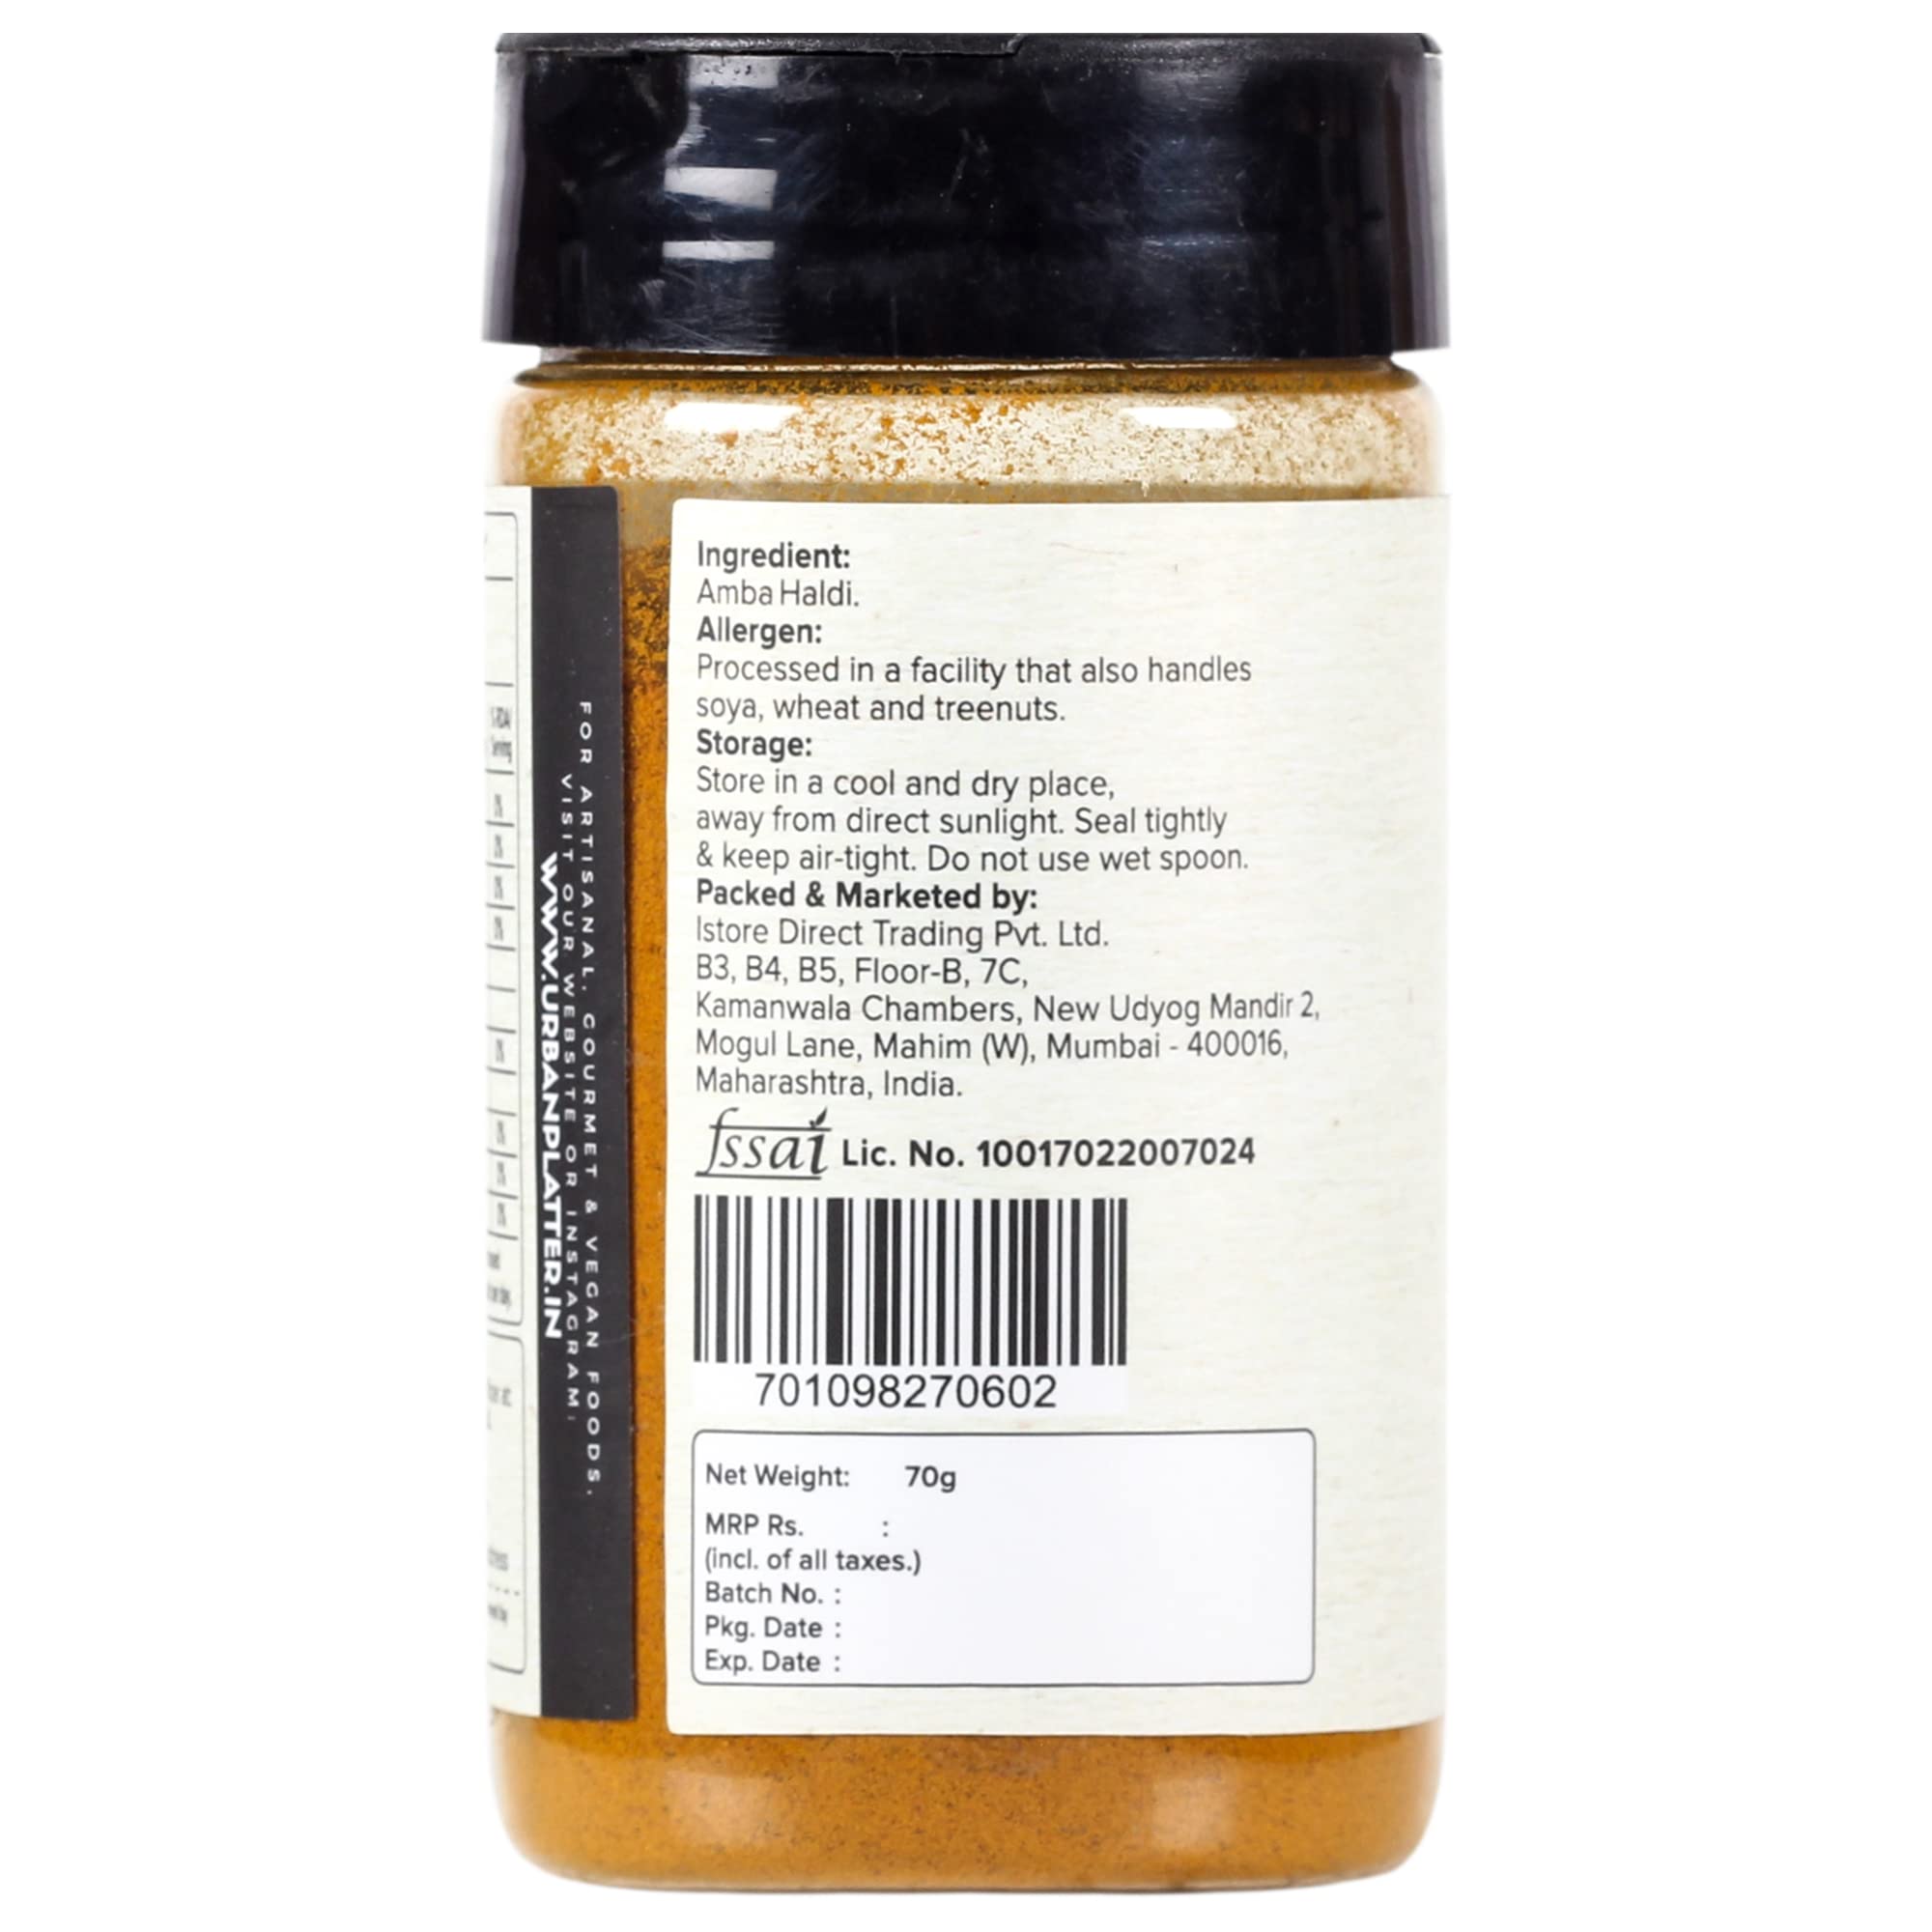 Ingredient:
Amba Haldi.
Allergen:
Processed in a facility that also handles
soya, wheat and treenuts.
Storage:
Store in a cool and dry place,
away from direct sunlight. Seal tightly
& keep air-tight. Do not use wet spoon.
Packed & Marketed by:
Istore Direct Trading Pvt. Ltd.
B3, B4, B5, Floor-B, 7C,
Kamanwala Chambers, New Udyog Mandir 2,
Mogul Lane, Mahim (W), Mumbai - 400016,
Maharashtra, India.
fssai Lic. No. 10017022007024
701098270602
Net Weight: 70g
MRP Rs. :
(incl. of all taxes.)
Batch No. :
Pkg. Date :
Exp. Date :
FOR ARTISANAL, GOURMET & VEGAN FOODS.
VISIT OUR WEBSITE OR INSTAGRAM:
WWW.URBANPLATTER.IN